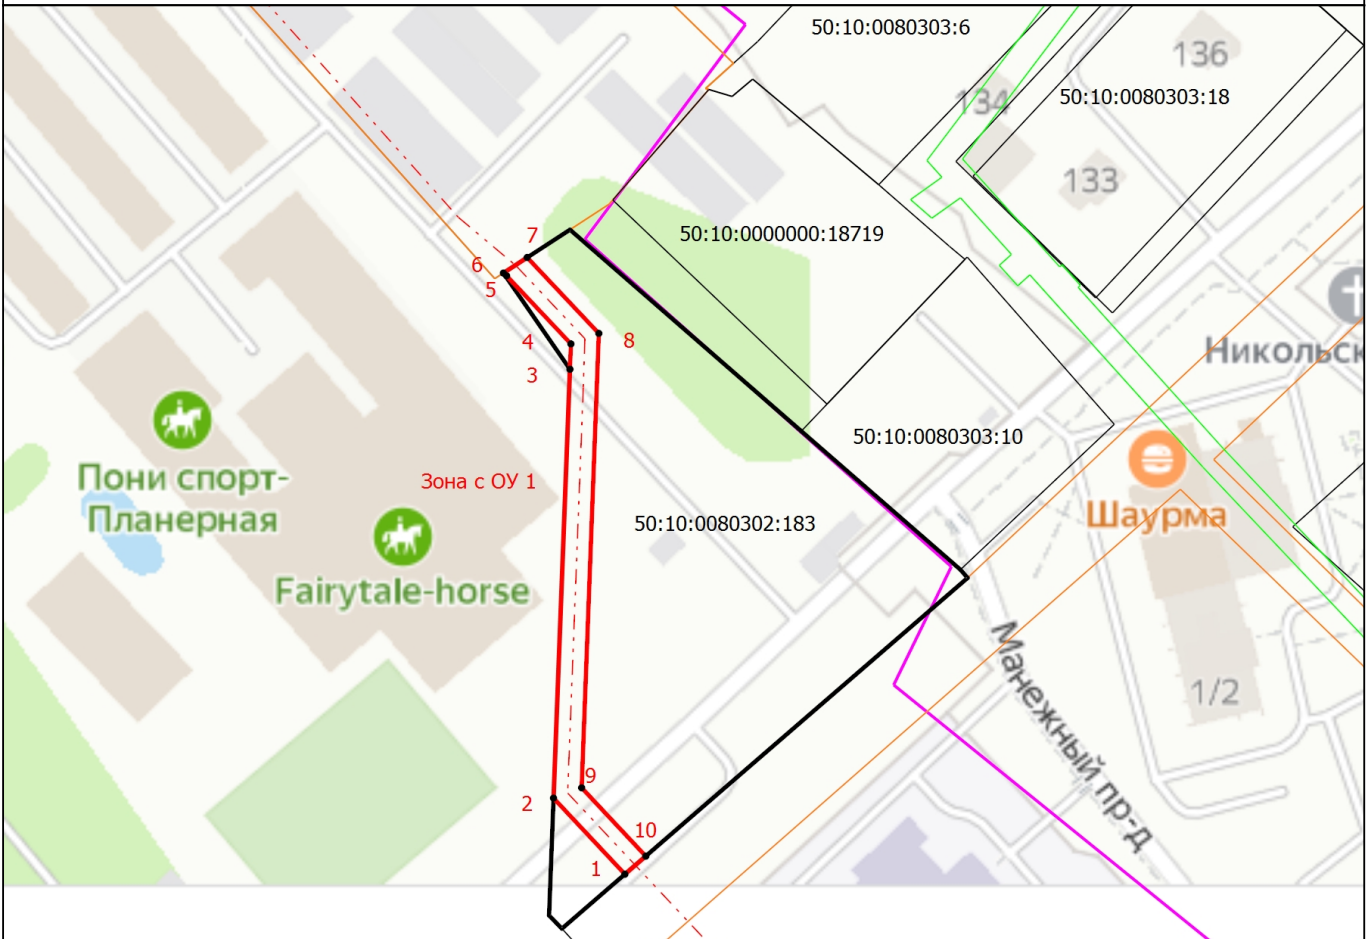 50:10:0080303:6
136
134
50:10:0080303:18
133
7
50:10:0000000:18719
6
5
4
8
3
Никольск
50:10:0080303:10
Пони спорт-
Планерная
Зона с ОУ 1
Шаурма
50:10:0080302:183
Fairytale-horse
Манежный пр-д
1/2
9
2
10
1